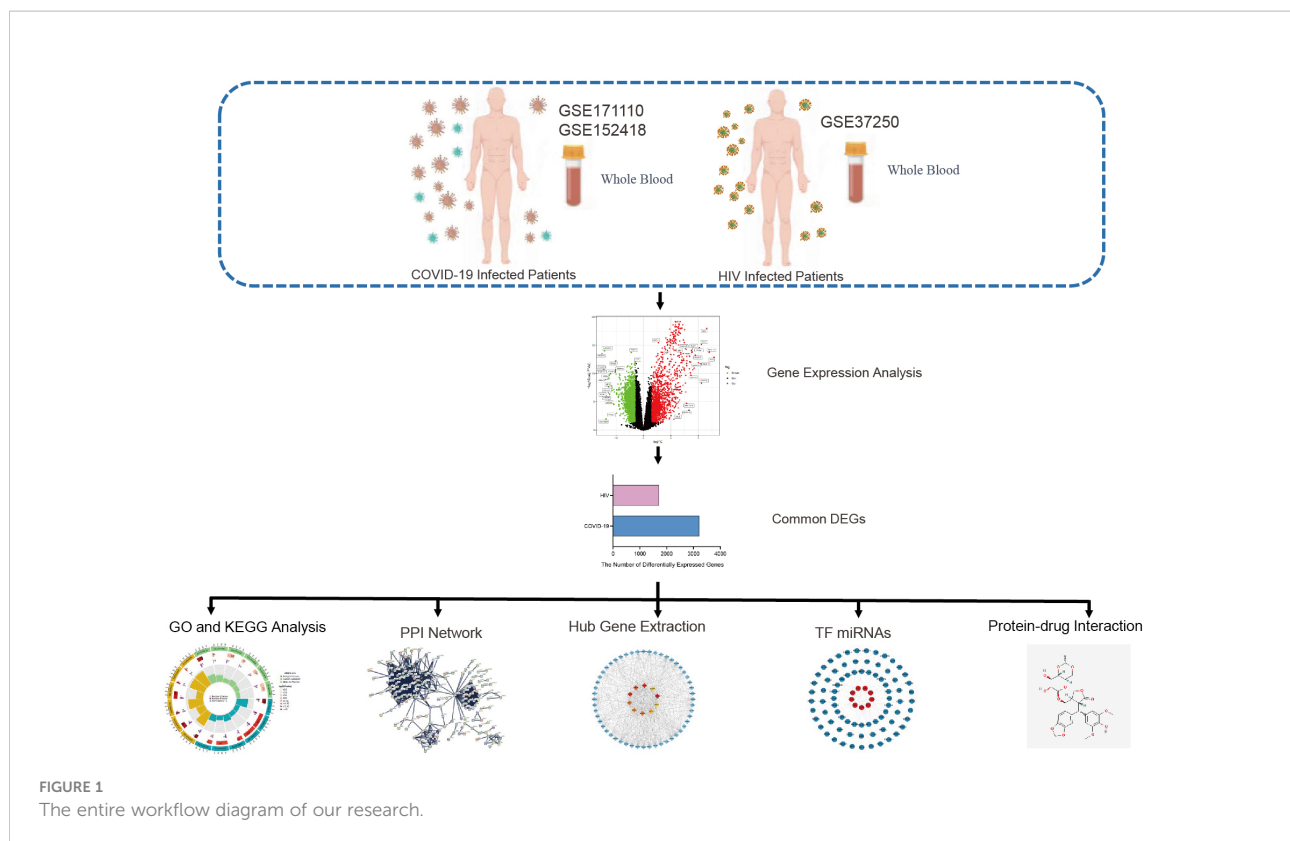 GSE171110
GSE152418
Whole Blood
COVID-19 Infected Patients
GSE37250
Whole Blood
HIV Infected Patients
Gene Expression Analysis
HIV
COVID-19
0 1000 2000 3000 4000
The Number of Differentially Expressed Genes
Common DEGs
GO and KEGG Analysis
PPI Network
Hub Gene Extraction
TF miRNAs
Protein-drug Interaction
FIGURE 1
The entire workflow diagram of our research.